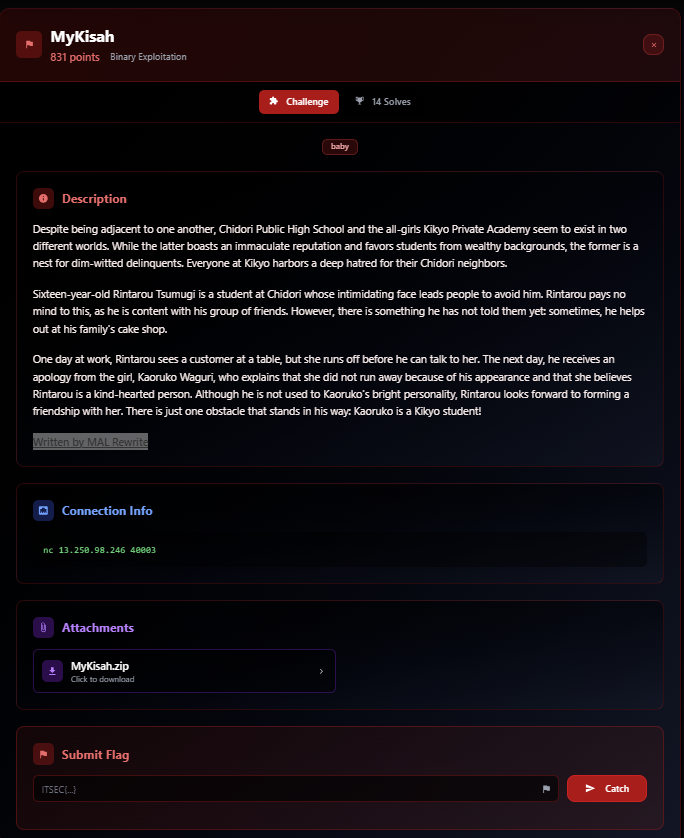 MyKisah
831 points Binary Exploitation
Challenge 14 Solves
baby
Description
Despite being adjacent to one another, Chidori Public High School and the all-girls Kikyo Private Academy seem to exist in two
different worlds. While the latter boasts an immaculate reputation and favors students from wealthy backgrounds, the former is a
nest for dim-witted delinquents. Everyone at Kikyo harbors a deep hatred for their Chidori neighbors.
Sixteen-year-old Rintarou Tsumugi is a student at Chidori whose intimidating face leads people to avoid him. Rintarou pays no
mind to this, as he is content with his group of friends. However, there is something he has not told them yet: sometimes, he helps
out at his family's cake shop.
One day at work, Rintarou sees a customer at a table, but she runs off before he can talk to her. The next day, he receives an
apology from the girl, Kaoruko Waguri, who explains that she did not run away because of his appearance and that she believes
Rintarou is a kind-hearted person. Although he is not used to Kaoruko's bright personality, Rintarou looks forward to forming a
friendship with her. There is just one obstacle that stands in his way: Kaoruko is a Kikyo student!
Written by MAL Rewrite
Connection Info
nc 13.250.98.246 40003
Attachments
MyKisah.zip
Click to download
Submit Flag
ITSEC{...}
Catch